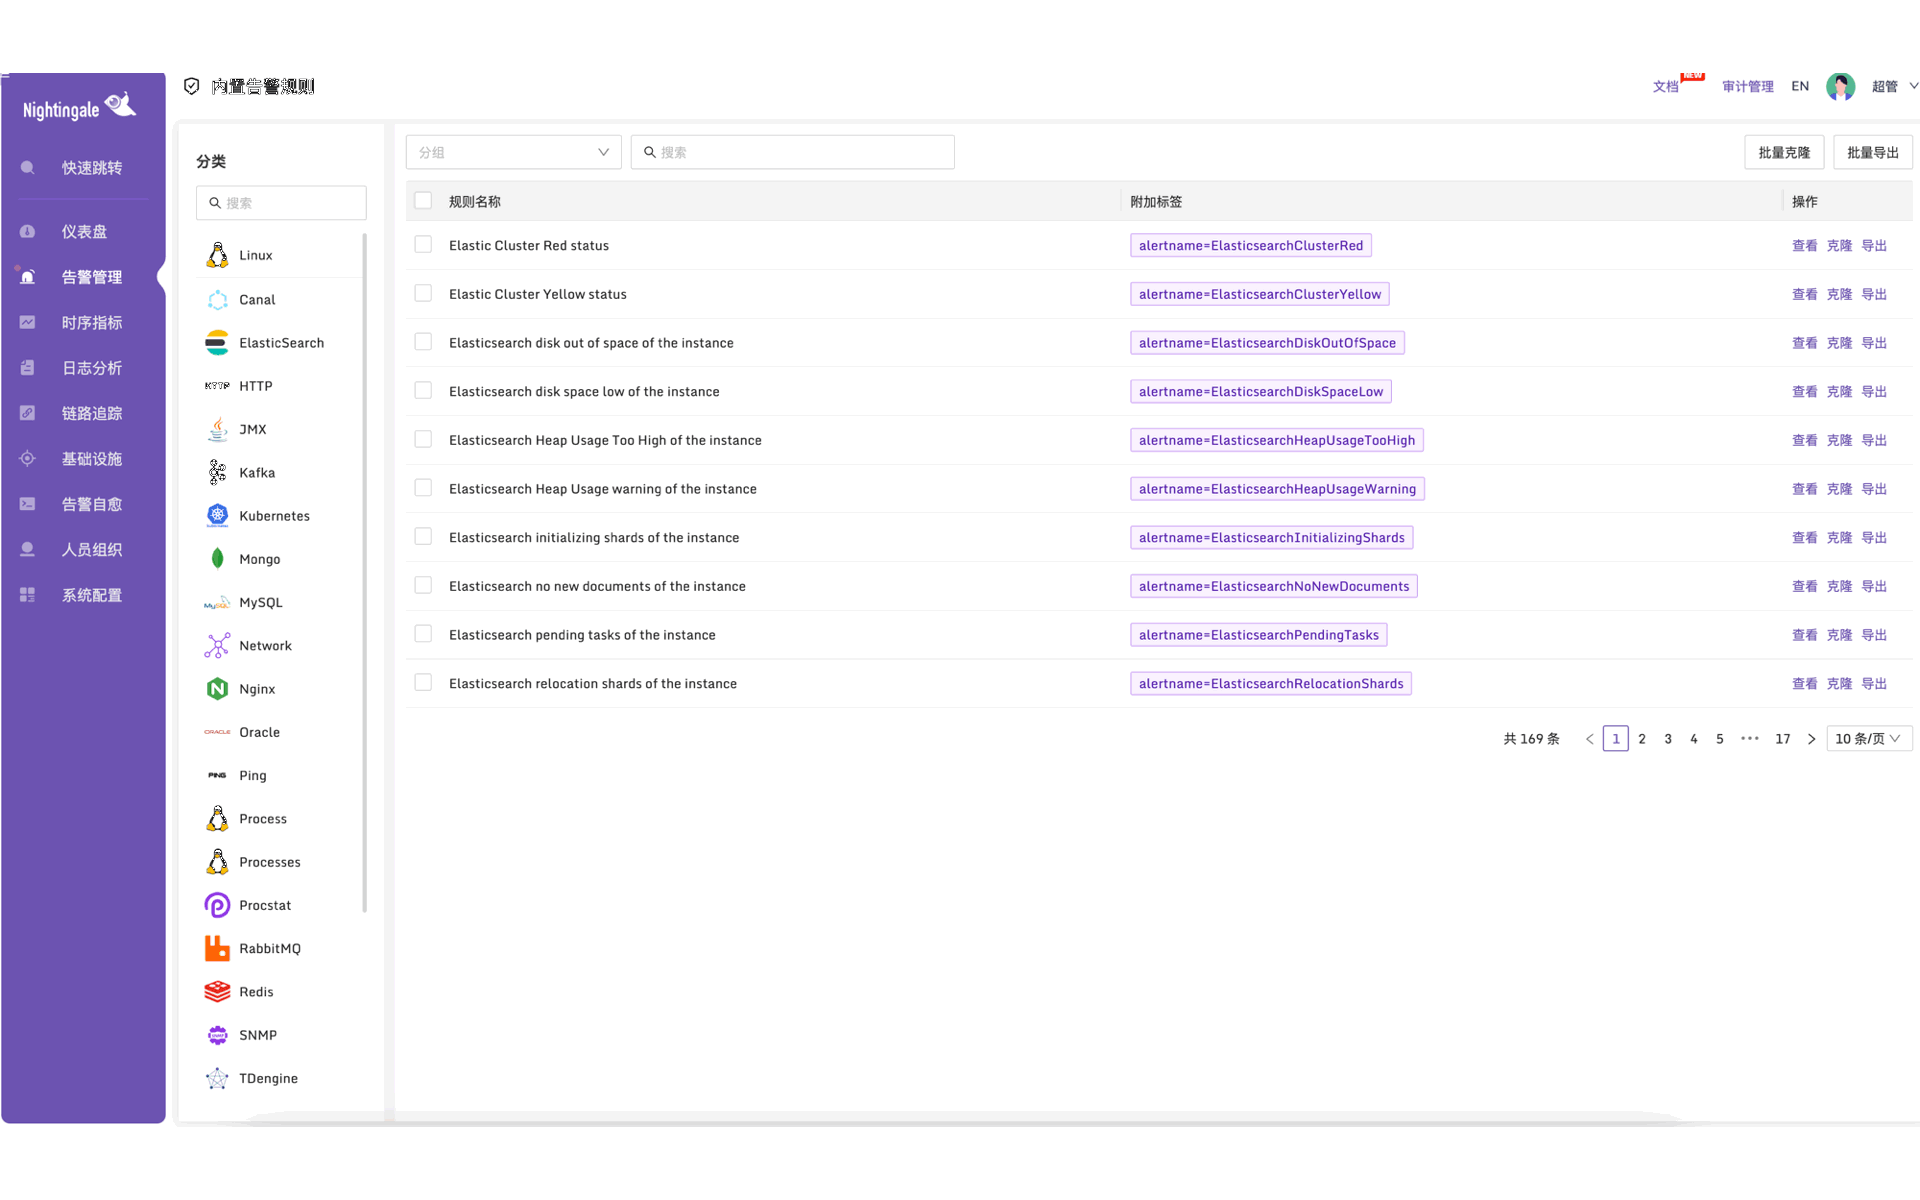 内置告警规则
文档
NEW
审计管理
EN
超管
Nightingale
快速跳转
仪表盘
告警管理
时序指标
日志分析
链路追踪
基础设施
告警自愈
人员组织
系统配置
分类
搜索
Linux
Canal
ElasticSearch
HTTP HTTP
JMX
Kafka
Kubernetes
Mongo
MySQL MySQL
Network
Nginx
ORACLE Oracle
PING Ping
Process
Processes
Procstat
RabbitMQ
Redis
SNMP
TDengine
分组
搜索
批量克隆
批量导出
规则名称 附加标签 操作
Elastic Cluster Red status alertname=ElasticsearchClusterRed 查看 克隆 导出
Elastic Cluster Yellow status alertname=ElasticsearchClusterYellow 查看 克隆 导出
Elasticsearch disk out of space of the instance alertname=ElasticsearchDiskOutOfSpace 查看 克隆 导出
Elasticsearch disk space low of the instance alertname=ElasticsearchDiskSpaceLow 查看 克隆 导出
Elasticsearch Heap Usage Too High of the instance alertname=ElasticsearchHeapUsageTooHigh 查看 克隆 导出
Elasticsearch Heap Usage warning of the instance alertname=ElasticsearchHeapUsageWarning 查看 克隆 导出
Elasticsearch initializing shards of the instance alertname=ElasticsearchInitializingShards 查看 克隆 导出
Elasticsearch no new documents of the instance alertname=ElasticsearchNoNewDocuments 查看 克隆 导出
Elasticsearch pending tasks of the instance alertname=ElasticsearchPendingTasks 查看 克隆 导出
Elasticsearch relocation shards of the instance alertname=ElasticsearchRelocationShards 查看 克隆 导出
共 169 条 < 1 2 3 4 5 ••• 17 > 10 条/页